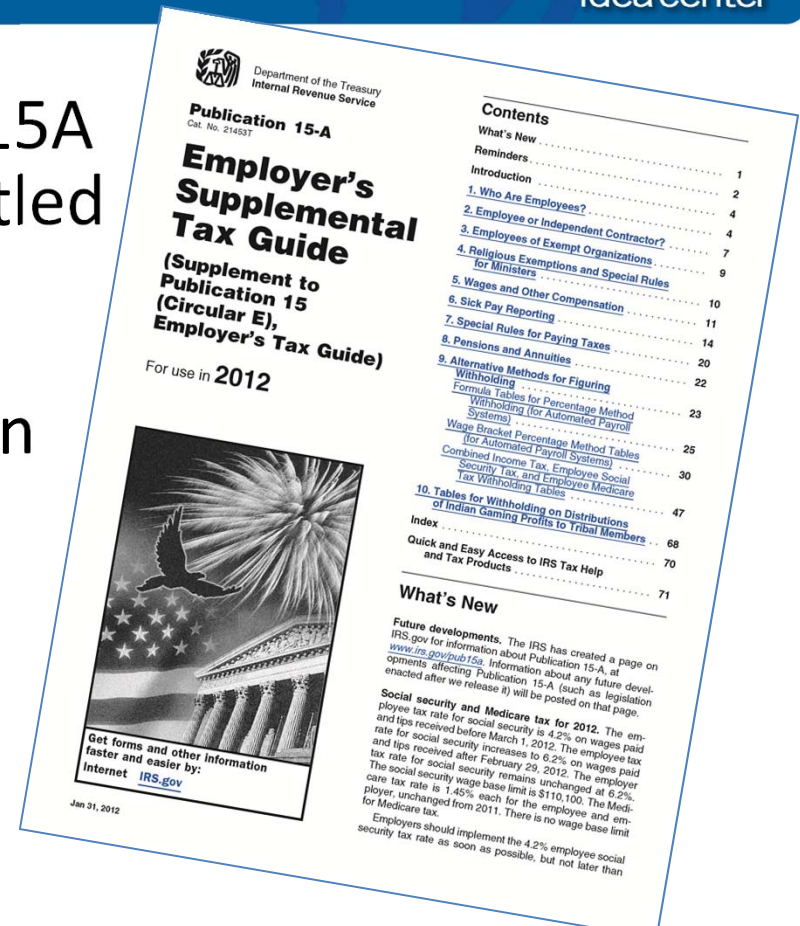 idea center
15A
tled
n
Department of the Treasury
Internal Revenue Service
Publication 15-A
Cat. No. 21453T
Employer's
Supplemental
Tax Guide
(Supplement to
Publication 15
(Circular E),
Employer's Tax Guide)
For use in 2012
Get forms and other information
faster and easier by:
Internet IRS.gov
Jan 31, 2012
Contents
What's New . . . 1
Reminders . . . 2
Introduction . . . 4
1. Who Are Employees? . . . 4
2. Employee or Independent Contractor? . . . 7
3. Employees of Exempt Organizations . . . 9
4. Religious Exemptions and Special Rules
for Ministers . . . 10
5. Wages and Other Compensation . . . 11
6. Sick Pay Reporting . . . 14
7. Special Rules for Paying Taxes . . . 20
8. Pensions and Annuities . . . 22
9. Alternative Methods for Figuring
Withholding . . . 23
Formula Tables for Percentage Method
Withholding (for Automated Payroll
Systems) . . . 25
Wage Bracket Percentage Method Tables
(for Automated Payroll Systems) . . . 30
Combined Income Tax, Employee Social
Security Tax, and Employee Medicare
Tax Withholding Tables . . . 47
10. Tables for Withholding on Distributions
of Indian Gaming Profits to Tribal Members . . 68
Index . . . 70
Quick and Easy Access to IRS Tax Help
and Tax Products . . . 71
What's New
Future developments. The IRS has created a page on
IRS.gov for information about Publication 15-A, at
www.irs.gov/pub15a. Information about any future devel-
opments affecting Publication 15-A (such as legislation
enacted after we release it) will be posted on that page.
Social security and Medicare tax for 2012. The em-
ployee tax rate for social security is 4.2% on wages paid
and tips received before March 1, 2012. The employee tax
rate for social security increases to 6.2% on wages paid
and tips received after February 29, 2012. The employer
tax rate for social security remains unchanged at 6.2%.
The social security wage base limit is $110,100. The Medi-
care tax rate is 1.45% each for the employee and em-
ployer, unchanged from 2011. There is no wage base limit
for Medicare tax.
Employers should implement the 4.2% employee social
security tax rate as soon as possible, but not later than